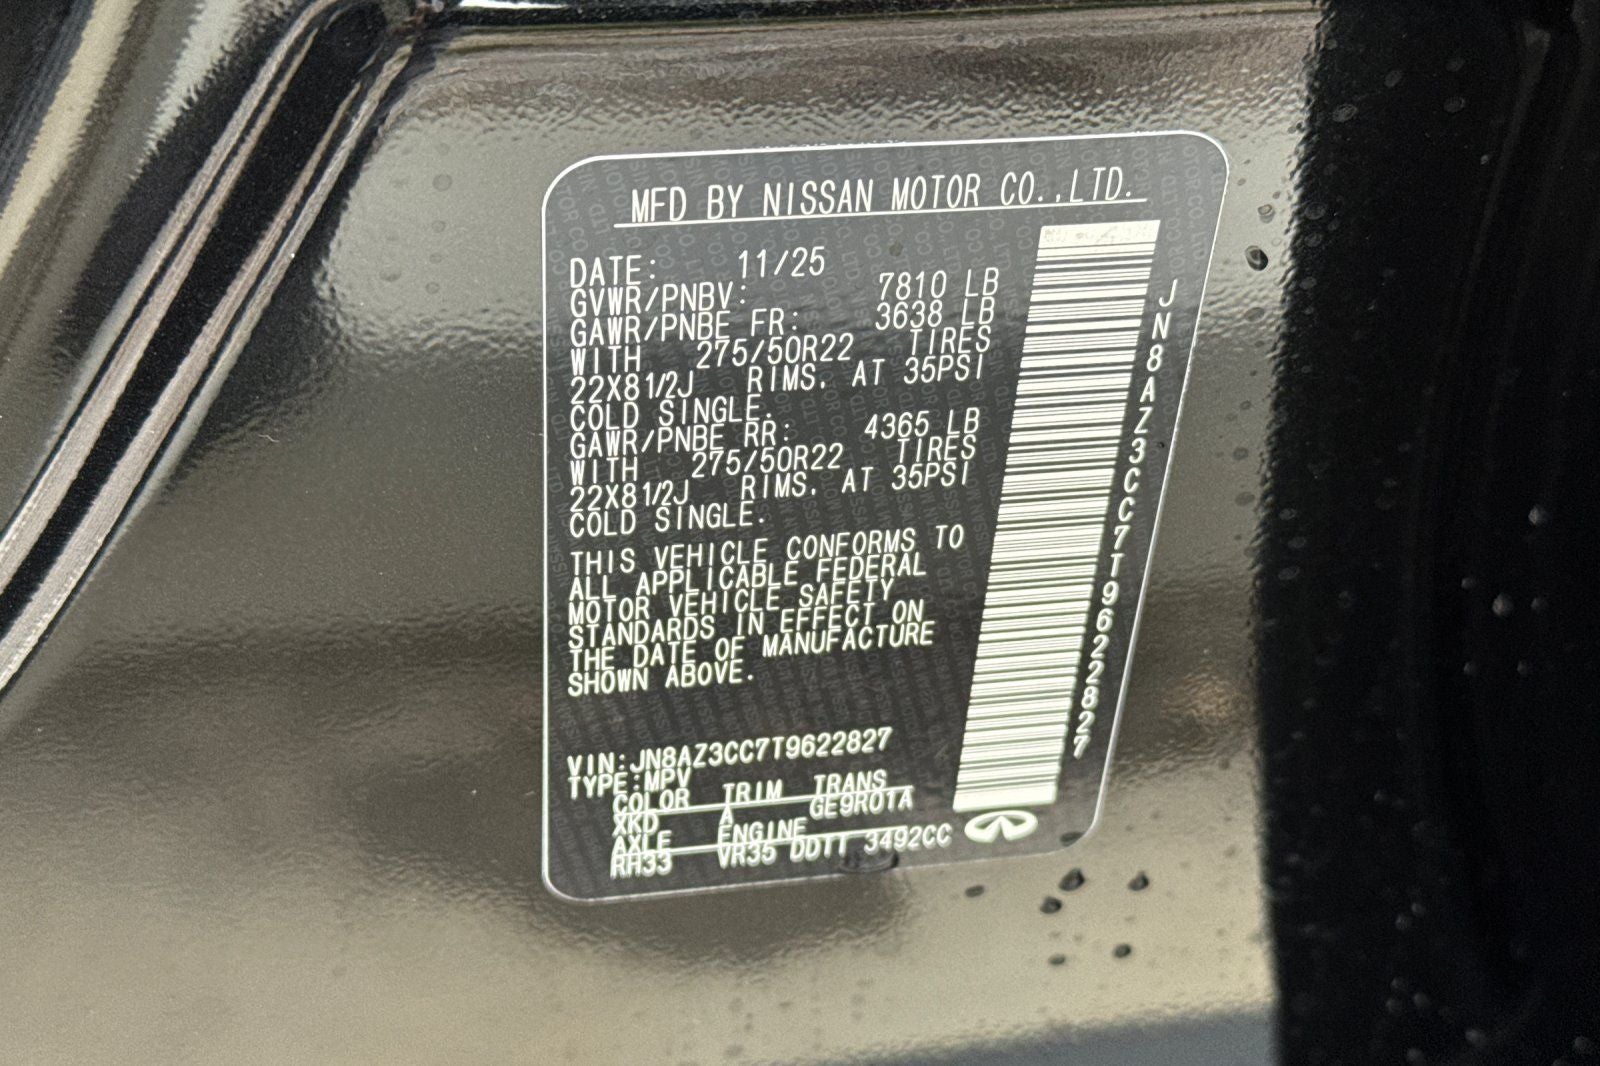 MFD BY NISSAN MOTOR CO.,LTD.
DATE: 11/25
GVWR/PNBV: 7810 LB
GAWR/PNBE FR: 3638 LB
WITH 275/50R22 TIRES
22X81/2J RIMS. AT 35PSI
COLD SINGLE.
GAWR/PNBE RR: 4365 LB
WITH 275/50R22 TIRES
22X81/2J RIMS. AT 35PSI
COLD SINGLE.
THIS VEHICLE CONFORMS TO
ALL APPLICABLE FEDERAL
MOTOR VEHICLE SAFETY
STANDARDS IN EFFECT ON
THE DATE OF MANUFACTURE
SHOWN ABOVE.
VIN:JN8AZ3CC7T9622827
TYPE:MPV
COLOR TRIM TRANS
XKD A GE9R01A
AXLE ENGINE
RH33 VR35 DDTT 3492CC
JN8AZ3CC7T9622827